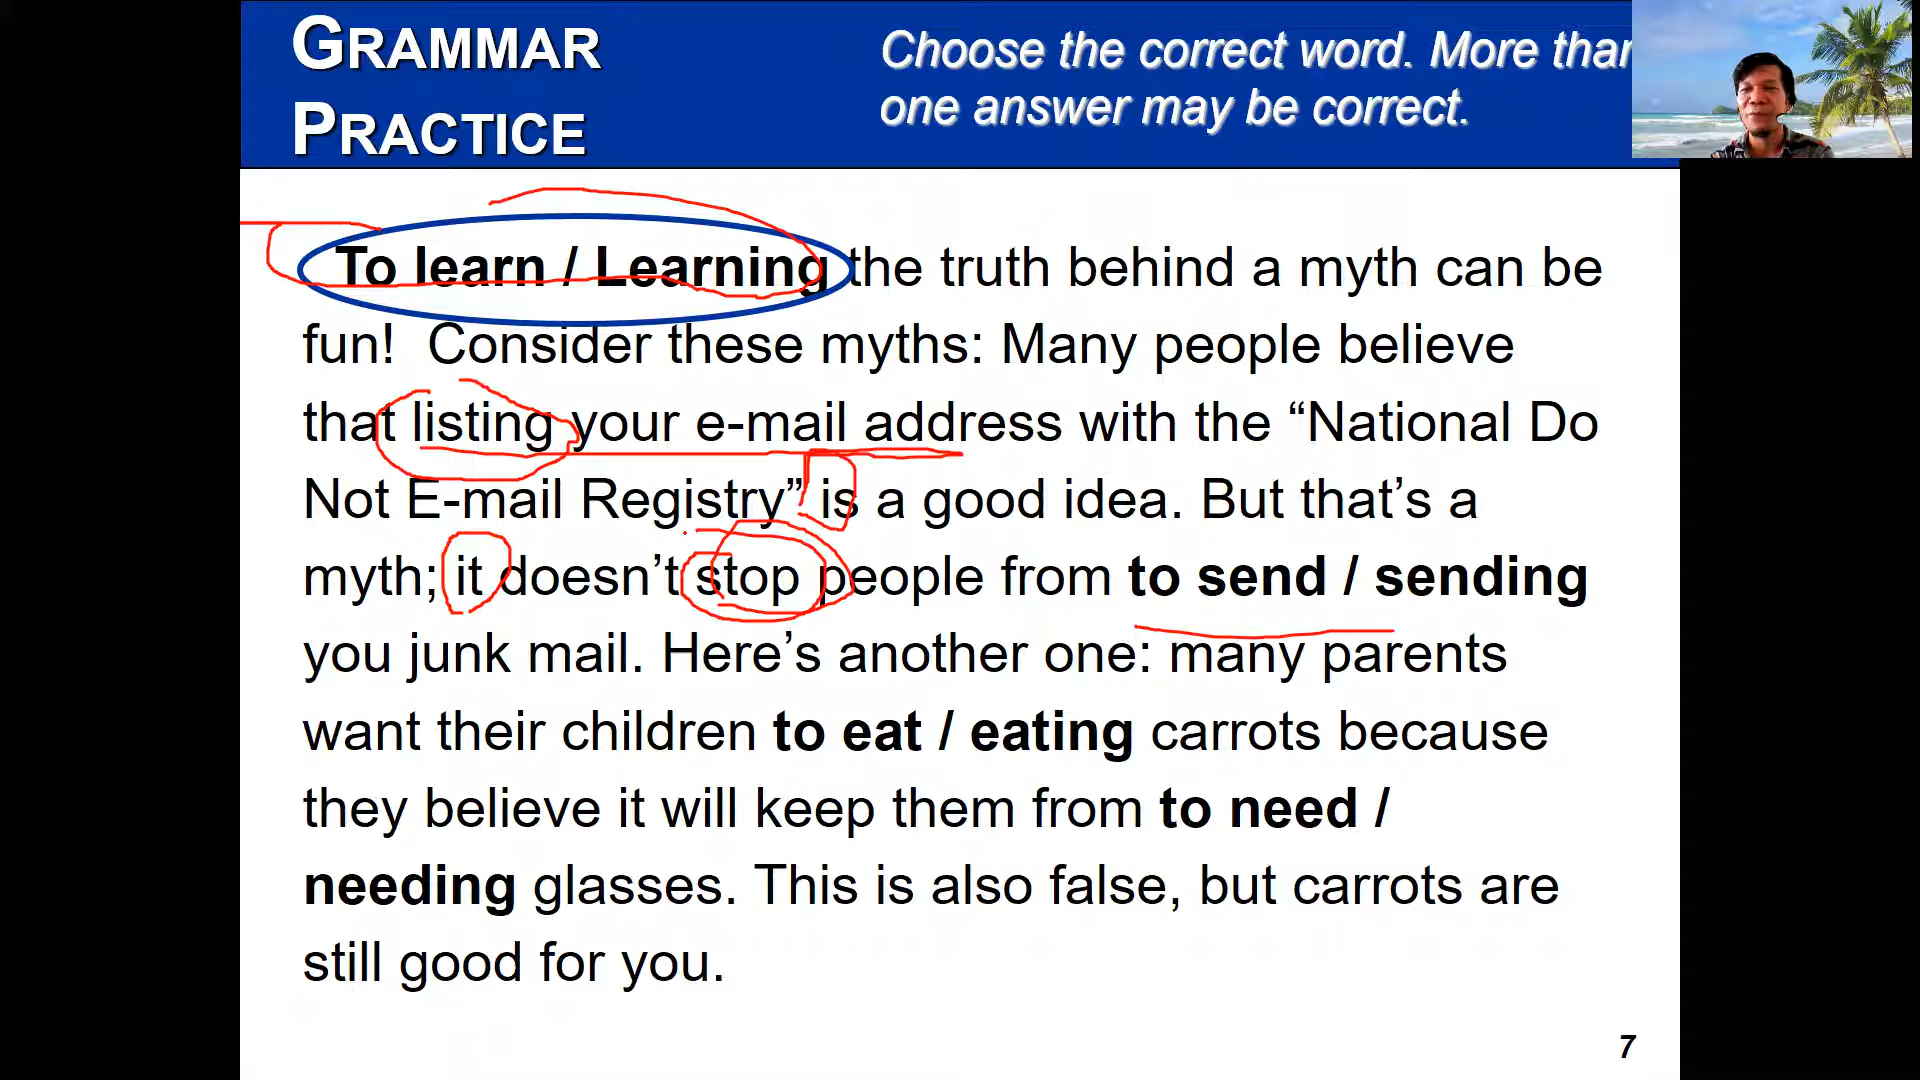 GRAMMAR
PRACTICE
Choose the correct word. More than
one answer may be correct.
To learn / Learning the truth behind a myth can be
fun! Consider these myths: Many people believe
that listing your e-mail address with the “National Do
Not E-mail Registry” is a good idea. But that’s a
myth; it doesn’t stop people from to send / sending
you junk mail. Here’s another one: many parents
want their children to eat / eating carrots because
they believe it will keep them from to need /
needing glasses. This is also false, but carrots are
still good for you.
7